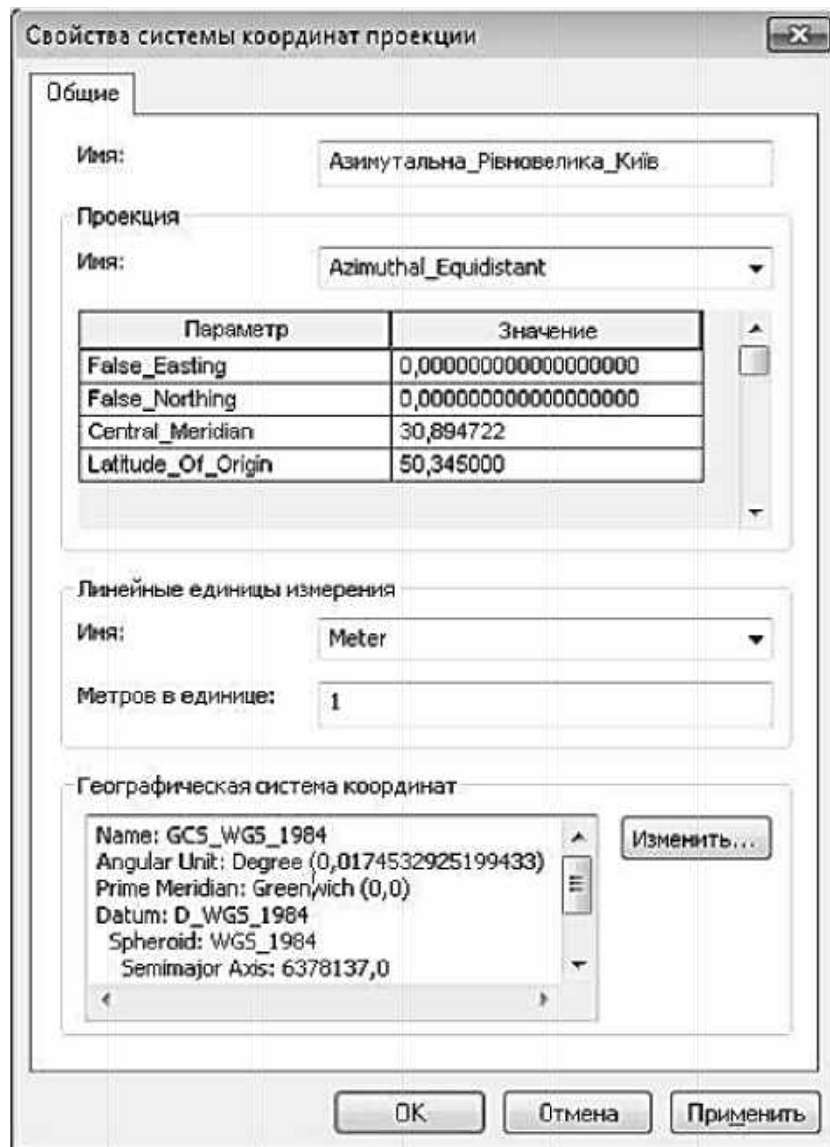 Свойства системы координат проекции
Общие
Имя: Азимутальна_Рівновелика_Київ
Проекция
Имя: Azimuthal_Equidistant
Параметр Значение
False_Easting 0,000000000000000000
False_Northing 0,000000000000000000
Central_Meridian 30,894722
Latitude_Of_Origin 50,345000
Линейные единицы измерения
Имя: Meter
Метров в единице: 1
Географическая система координат
Name: GCS_WGS_1984
Angular Unit: Degree (0,0174532925199433)
Prime Meridian: Greenwich (0,0)
Datum: D_WGS_1984
Spheroid: WGS_1984
Semimajor Axis: 6378137,0
Изменить...
OK Отмена Применить